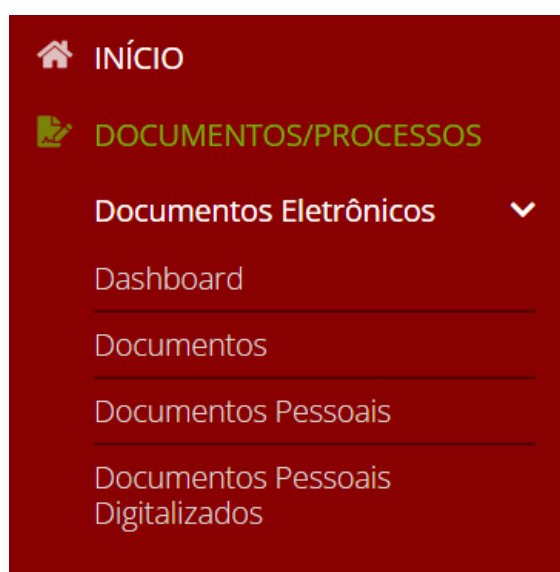 INÍCIO
DOCUMENTOS/PROCESSOS
Documentos Eletrônicos
Dashboard
Documentos
Documentos Pessoais
Documentos Pessoais
Digitalizados